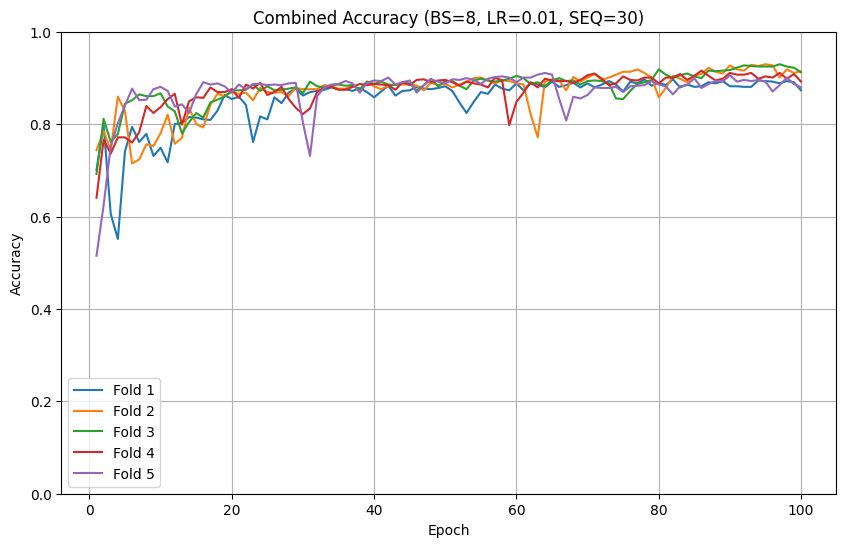 Combined Accuracy (BS=8, LR=0.01, SEQ=30)
1.0
0.8
0.6
0.4
0.2
0.0
Accuracy
Fold 1
Fold 2
Fold 3
Fold 4
Fold 5
0 20 40 60 80 100
Epoch